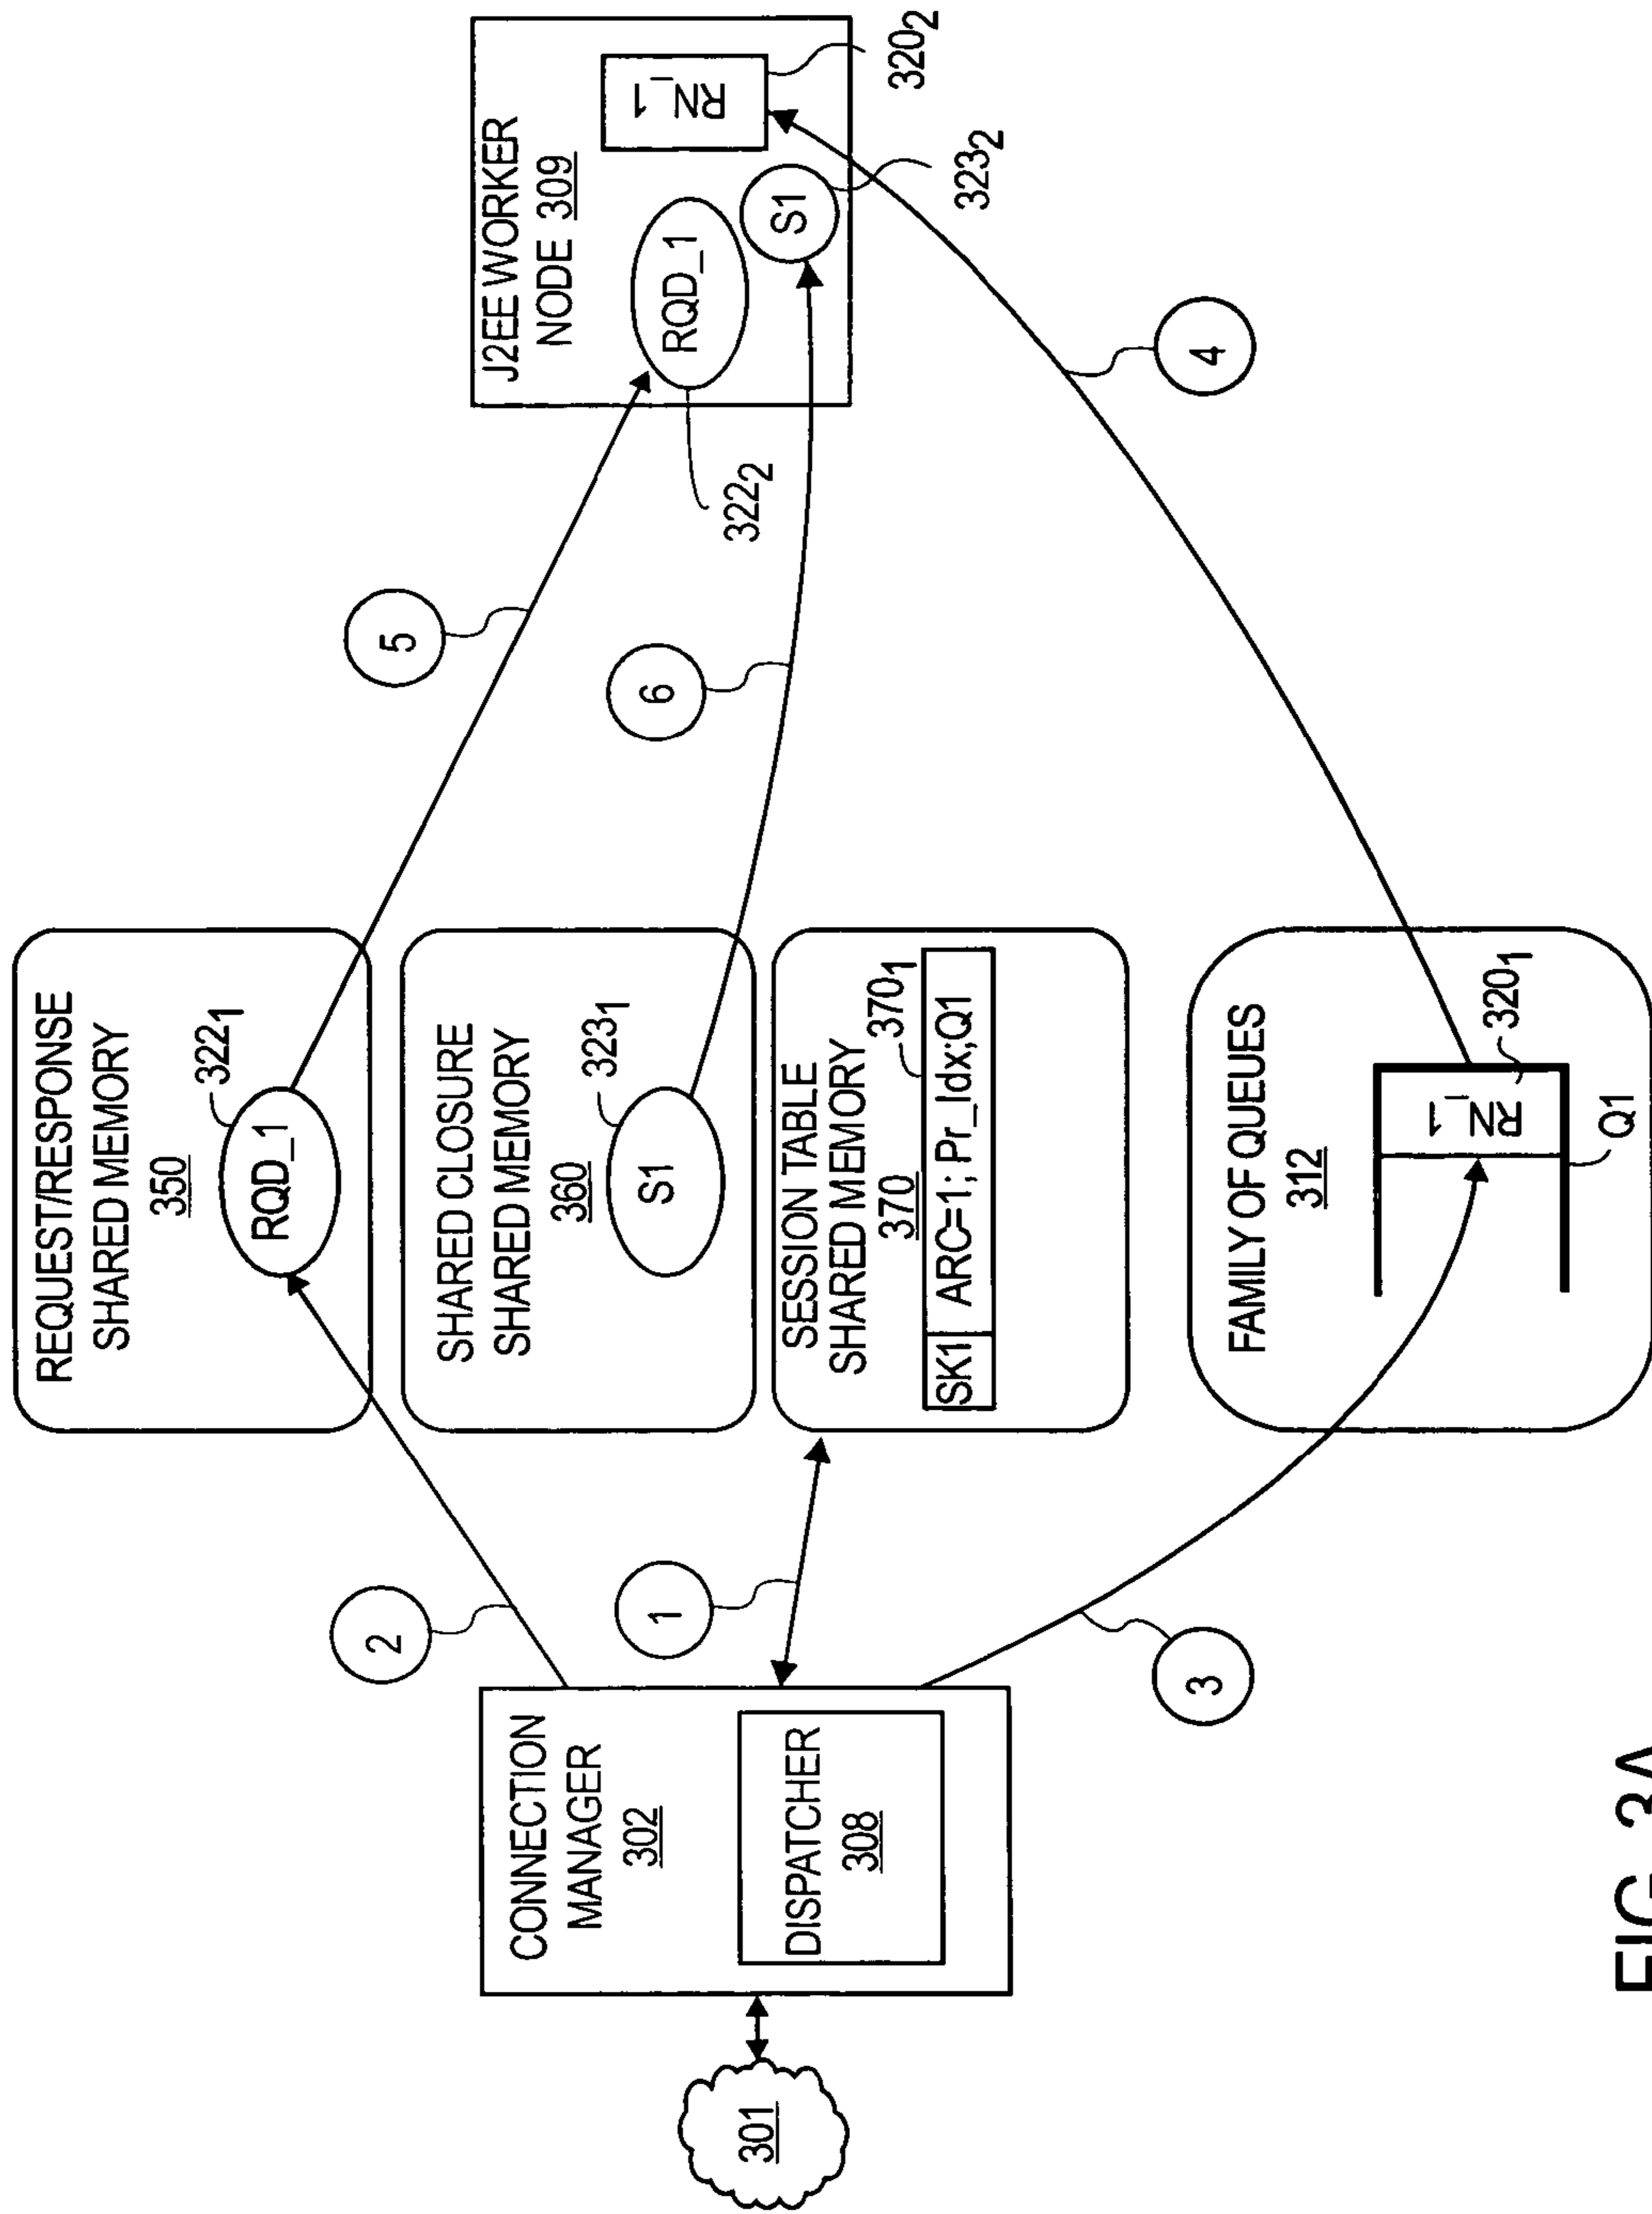 REQUEST/RESPONSE
SHARED MEMORY
350
322₁
RQD_1
SHARED CLOSURE
SHARED MEMORY
360
323₁
S1
SESSION TABLE
SHARED MEMORY
370
370₁
SK1 ARC=1; Pr_Idx;Q1
FAMILY OF QUEUES
312
RN_1
320₁
Q1
301
CONNECTION
MANAGER
302
DISPATCHER
308
2
1
3
5
6
4
J2EE WORKER
NODE 309
RQD_1
322₂
S1
323₂
RN_1
320₂
FIG. 3A